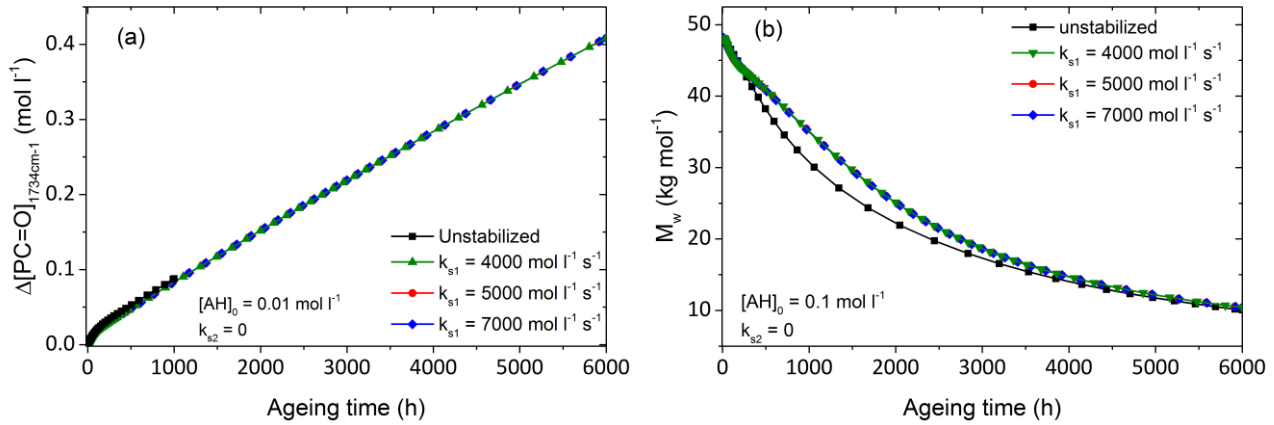 (a)
0.4
0.3
0.2
0.1
0.0
Δ[PC=O]1734cm-1 (mol l-1)
Unstabilized
ks1 = 4000 mol l-1 s-1
ks1 = 5000 mol l-1 s-1
ks1 = 7000 mol l-1 s-1
[AH]0 = 0.01 mol l-1
ks2 = 0
0 1000 2000 3000 4000 5000 6000
Ageing time (h)
(b)
50
40
30
20
10
Mw (kg mol-1)
unstabilized
ks1 = 4000 mol l-1 s-1
ks1 = 5000 mol l-1 s-1
ks1 = 7000 mol l-1 s-1
[AH]0 = 0.1 mol l-1
ks2 = 0
0 1000 2000 3000 4000 5000 6000
Ageing time (h)